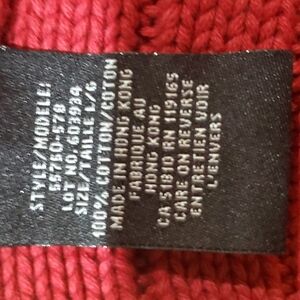 STYLE/MODELE:
56760-578
LOT NO. 603934
SIZE/TAILLE L/G
100% COTTON/COTON
MADE IN HONG KONG
FABRIQUE AU
HONG KONG
CA 51810 RN 119165
CARE ON REVERSE
ENTRETIEN VOIR
L'ENVERS